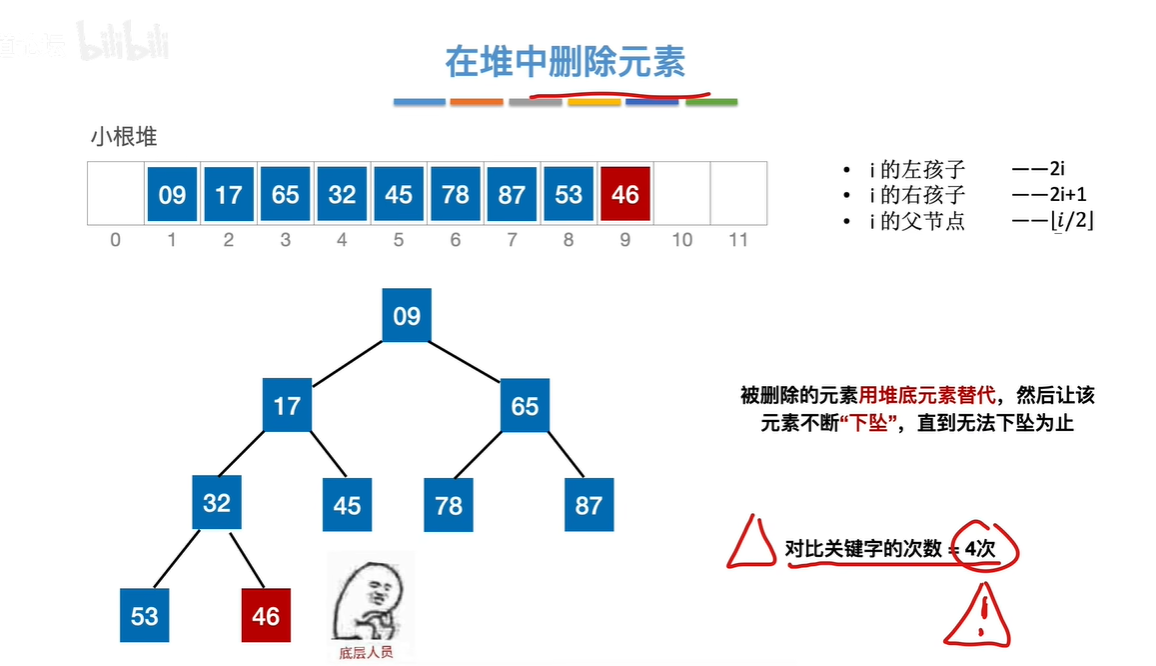 bilibili
在堆中删除元素
小根堆
09 17 65 32 45 78 87 53 46
0 1 2 3 4 5 6 7 8 9 10 11
• i 的左孩子 ——2i
• i 的右孩子 ——2i+1
• i 的父节点 ——⌊i/2⌋
09
17 65
32 45 78 87
53 46
底层人员
被删除的元素用堆底元素替代，然后让该
元素不断“下坠”，直到无法下坠为止
对比关键字的次数 = 4次
!